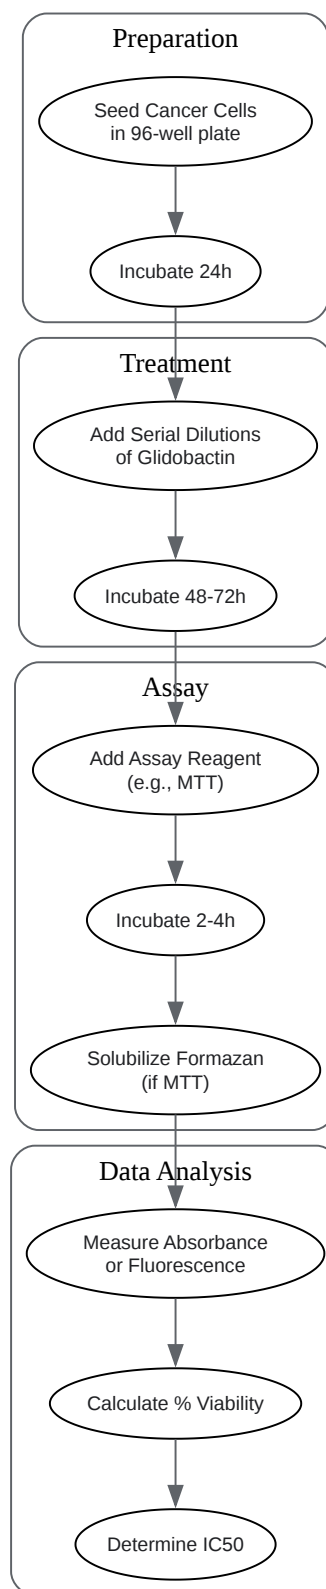 Preparation
Seed Cancer Cells
in 96-well plate
Incubate 24h
Treatment
Add Serial Dilutions
of Glidobactin
Incubate 48-72h
Assay
Add Assay Reagent
(e.g., MTT)
Incubate 2-4h
Solubilize Formazan
(if MTT)
Data Analysis
Measure Absorbance
or Fluorescence
Calculate % Viability
Determine IC50